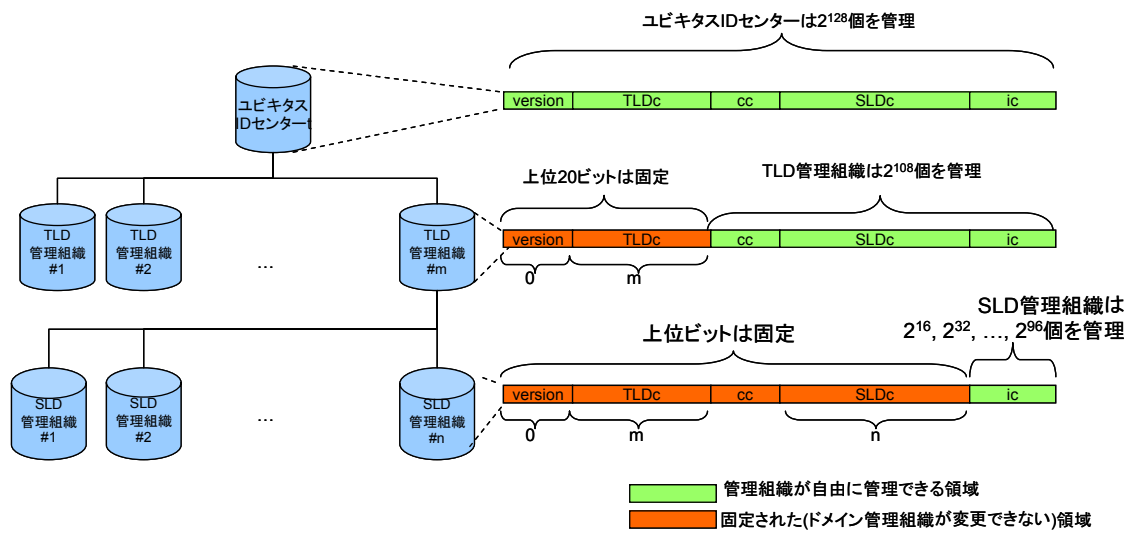 ユビキタスIDセンターは2¹²⁸個を管理
ユビキタス
IDセンターt
version TLDc cc SLDc ic
上位20ビットは固定
TLD管理組織は2¹⁰⁸個を管理
TLD
管理組織
#1
TLD
管理組織
#2
...
TLD
管理組織
#m
version TLDc cc SLDc ic
0 m
SLD管理組織は
2¹⁶, 2³², …, 2⁹⁶個を管理
上位ビットは固定
SLD
管理組織
#1
SLD
管理組織
#2
...
SLD
管理組織
#n
version TLDc cc SLDc ic
0 m n
管理組織が自由に管理できる領域
固定された(ドメイン管理組織が変更できない)領域